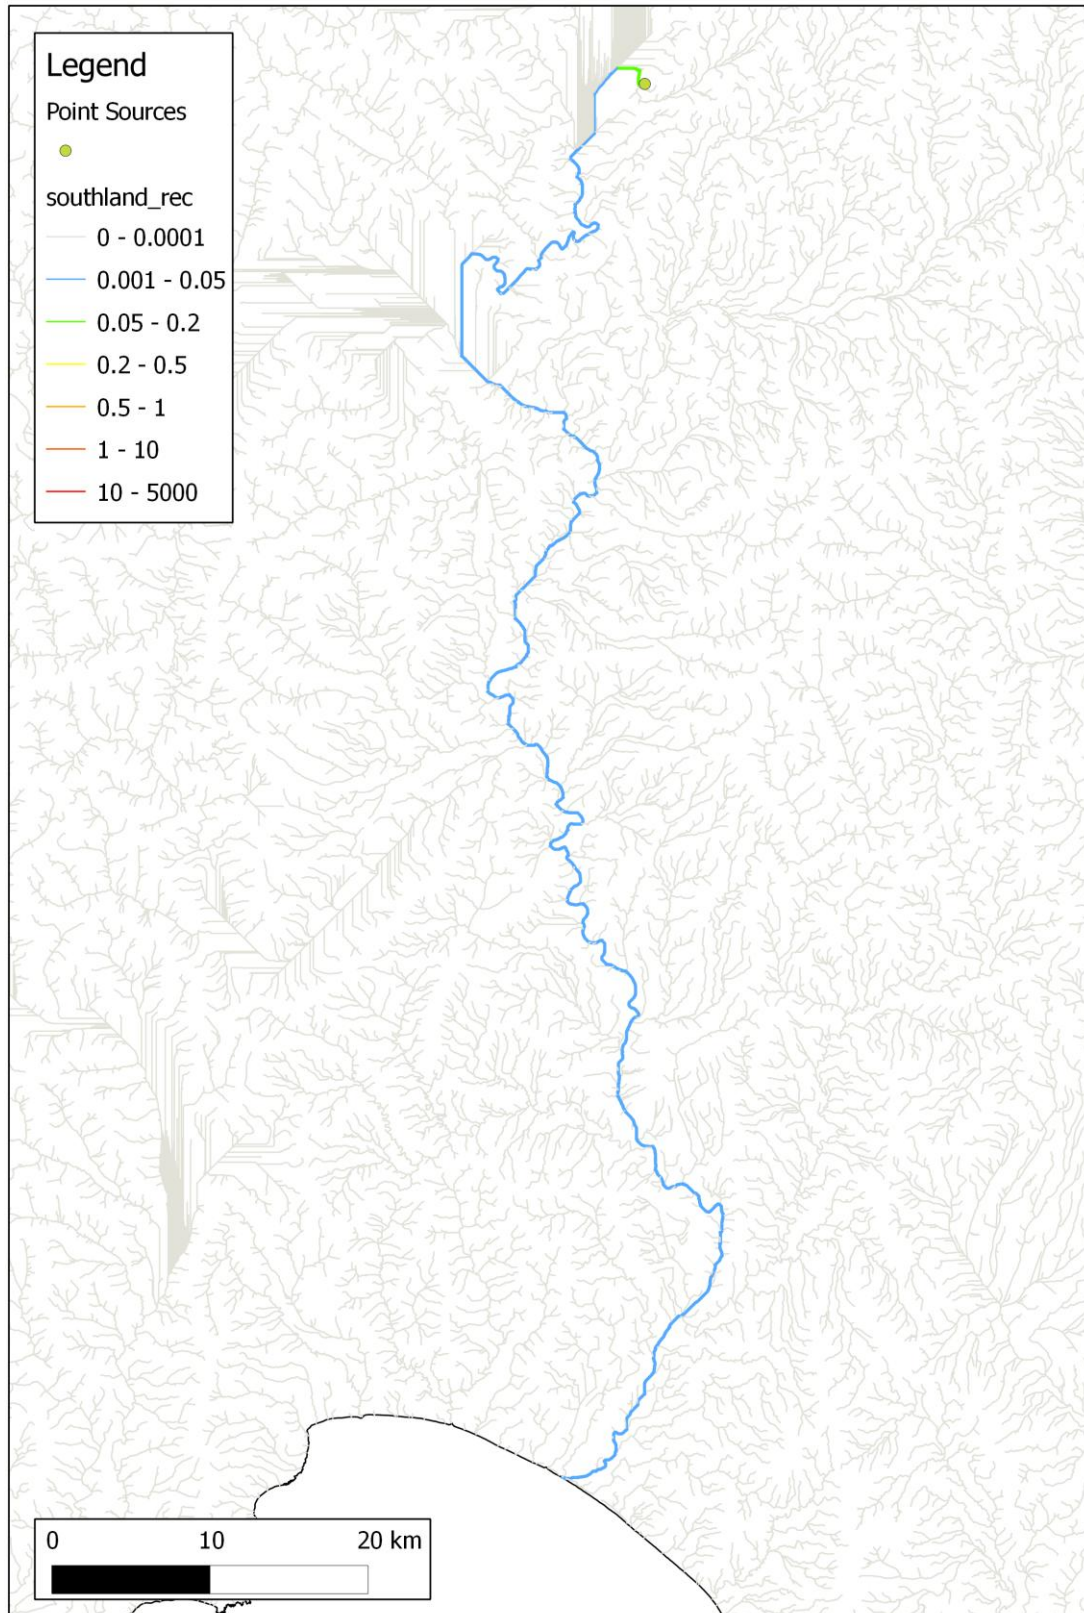 Legend
Point Sources
southland_rec
0 - 0.0001
0.001 - 0.05
0.05 - 0.2
0.2 - 0.5
0.5 - 1
1 - 10
10 - 5000
0 10 20 km